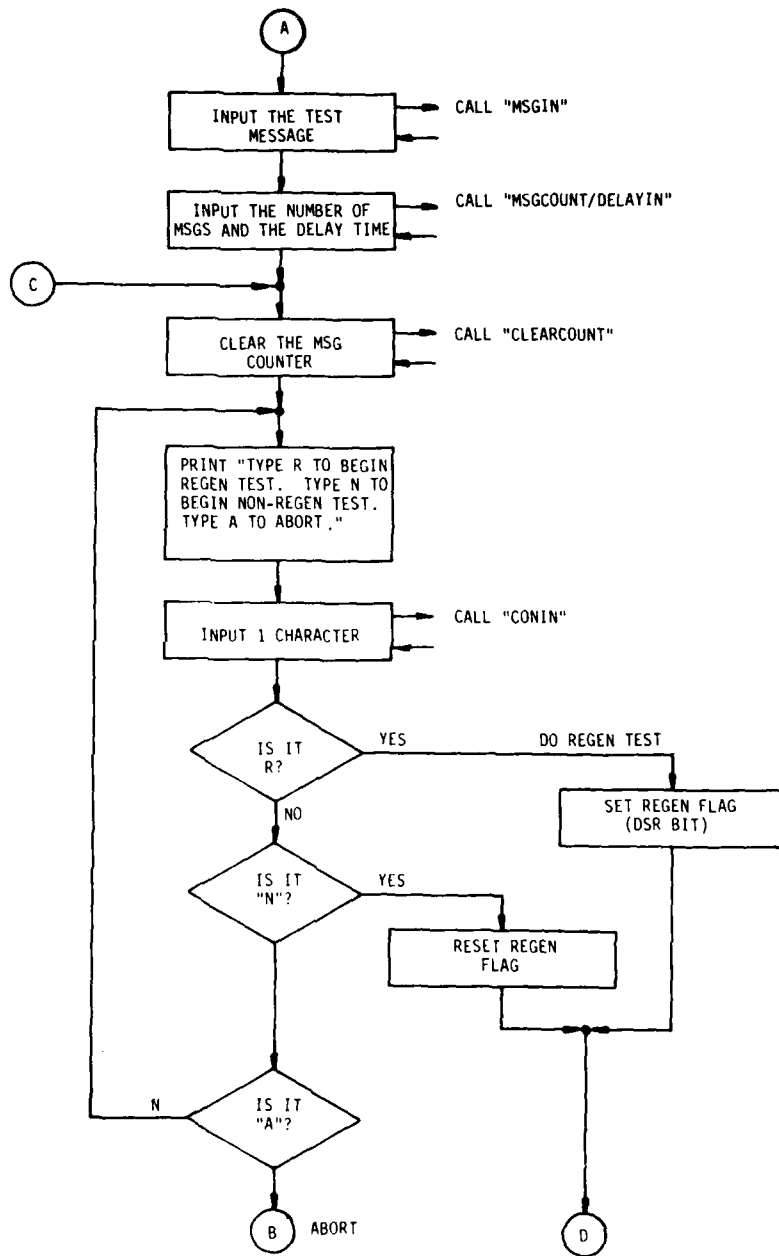 A
INPUT THE TEST
MESSAGE
CALL "MSGIN"
INPUT THE NUMBER OF
MSGS AND THE DELAY TIME
CALL "MSGCOUNT/DELAYIN"
C
CLEAR THE MSG
COUNTER
CALL "CLEARCOUNT"
PRINT "TYPE R TO BEGIN
REGEN TEST. TYPE N TO
BEGIN NON-REGEN TEST.
TYPE A TO ABORT."
INPUT 1 CHARACTER
CALL "CONIN"
IS IT
R?
YES
DO REGEN TEST
SET REGEN FLAG
(DSR BIT)
NO
IS IT
"N"?
YES
RESET REGEN
FLAG
N
IS IT
"A"?
B
ABORT
D